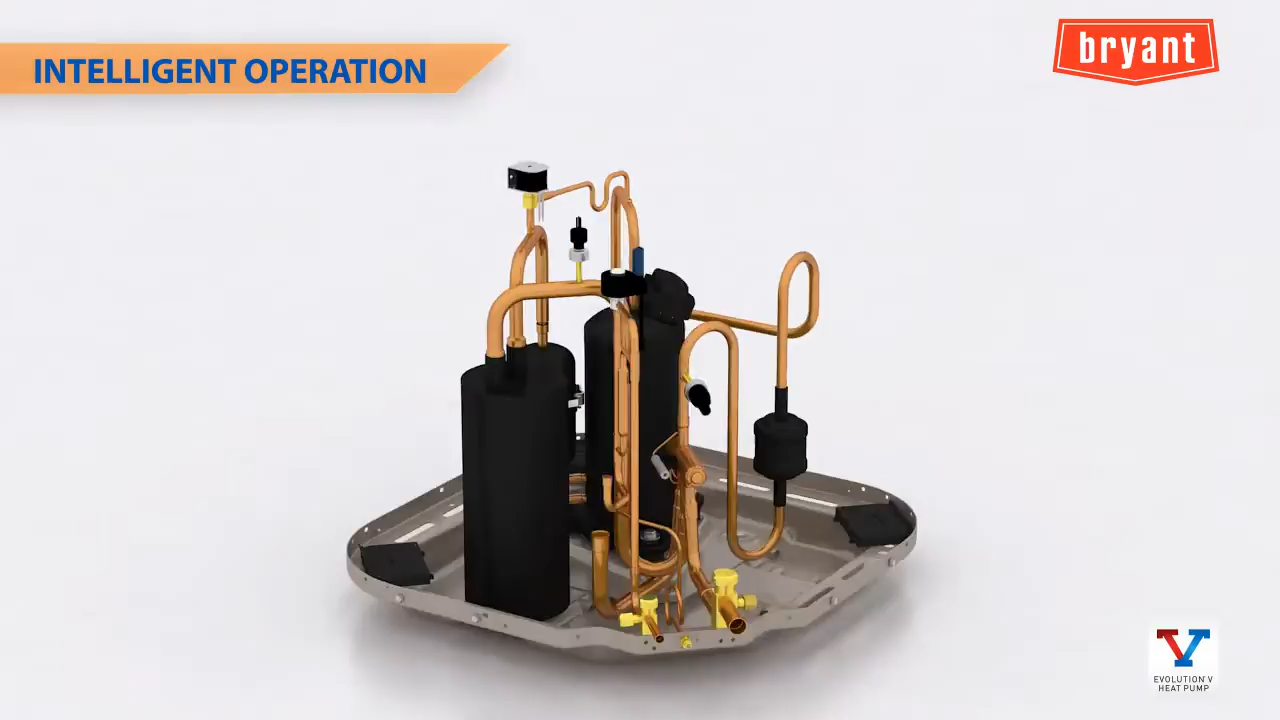 INTELLIGENT OPERATION
bryant
V
EVOLUTION V
HEAT PUMP